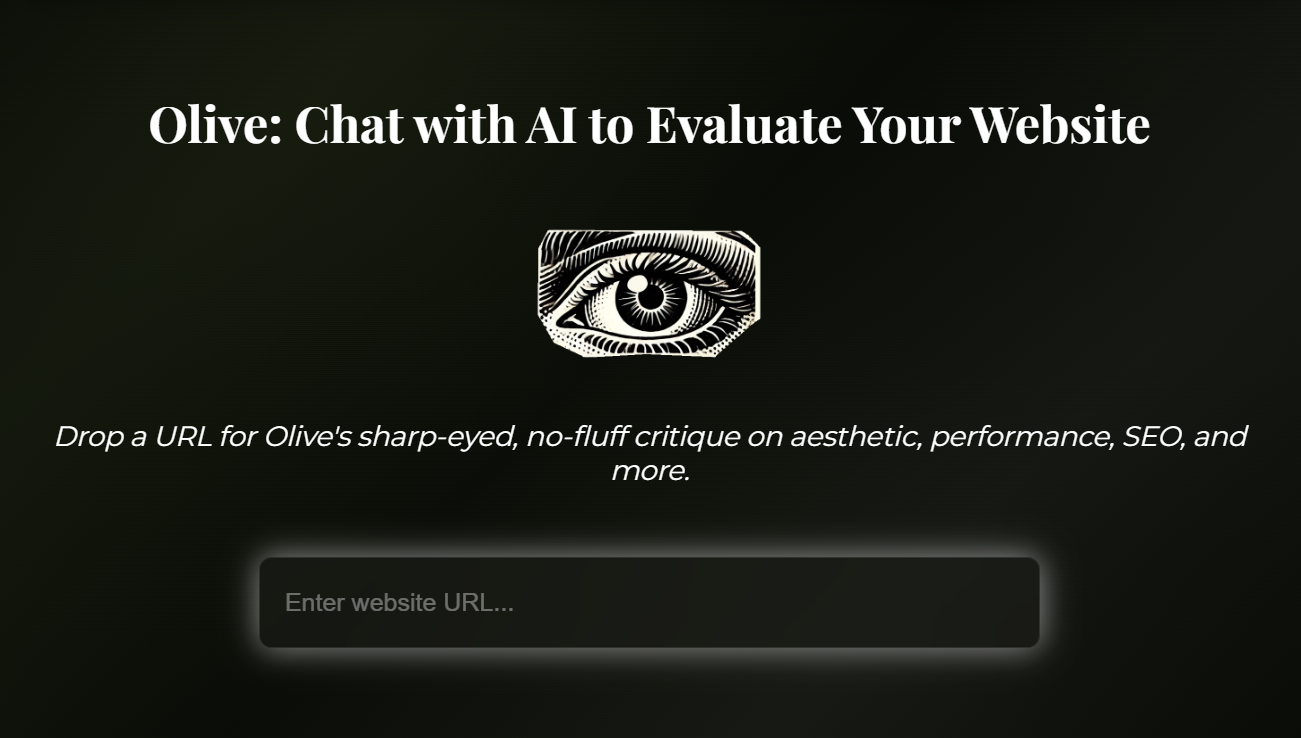 Olive: Chat with AI to Evaluate Your Website
Drop a URL for Olive's sharp-eyed, no-fluff critique on aesthetic, performance, SEO, and
more.
Enter website URL...